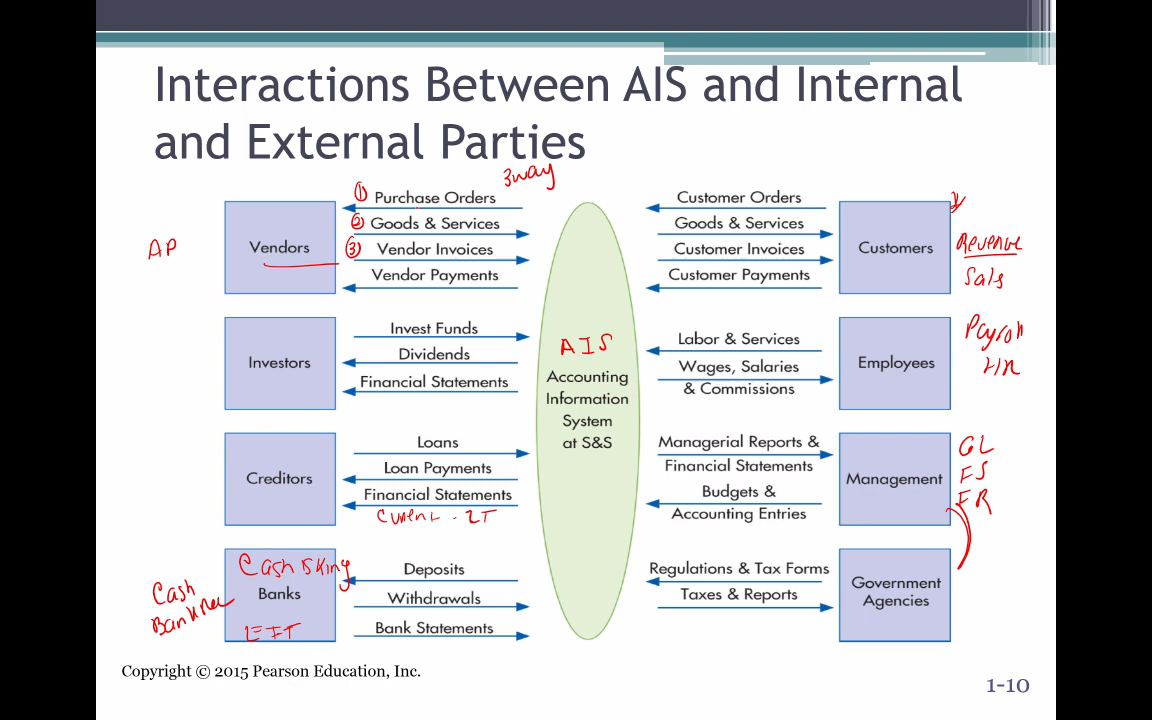 Interactions Between AIS and Internal
and External Parties
3way
① Purchase Orders
② Goods & Services
③ Vendor Invoices
Vendor Payments
AP
Vendors
Customer Orders
Goods & Services
Customer Invoices
Customer Payments
Customers
Revenue
Sales
Investors
Invest Funds
Dividends
Financial Statements
AIS
Accounting
Information
System
at S&S
Labor & Services
Wages, Salaries
& Commissions
Employees
Payroll
HR
Creditors
Loans
Loan Payments
Financial Statements
Current - LT
Managerial Reports &
Financial Statements
Budgets &
Accounting Entries
Management
GL
FS
FR
Cash
Bank Rec
Cash is King
Banks
EFT
Deposits
Withdrawals
Bank Statements
Regulations & Tax Forms
Taxes & Reports
Government
Agencies
Copyright © 2015 Pearson Education, Inc.
1-10